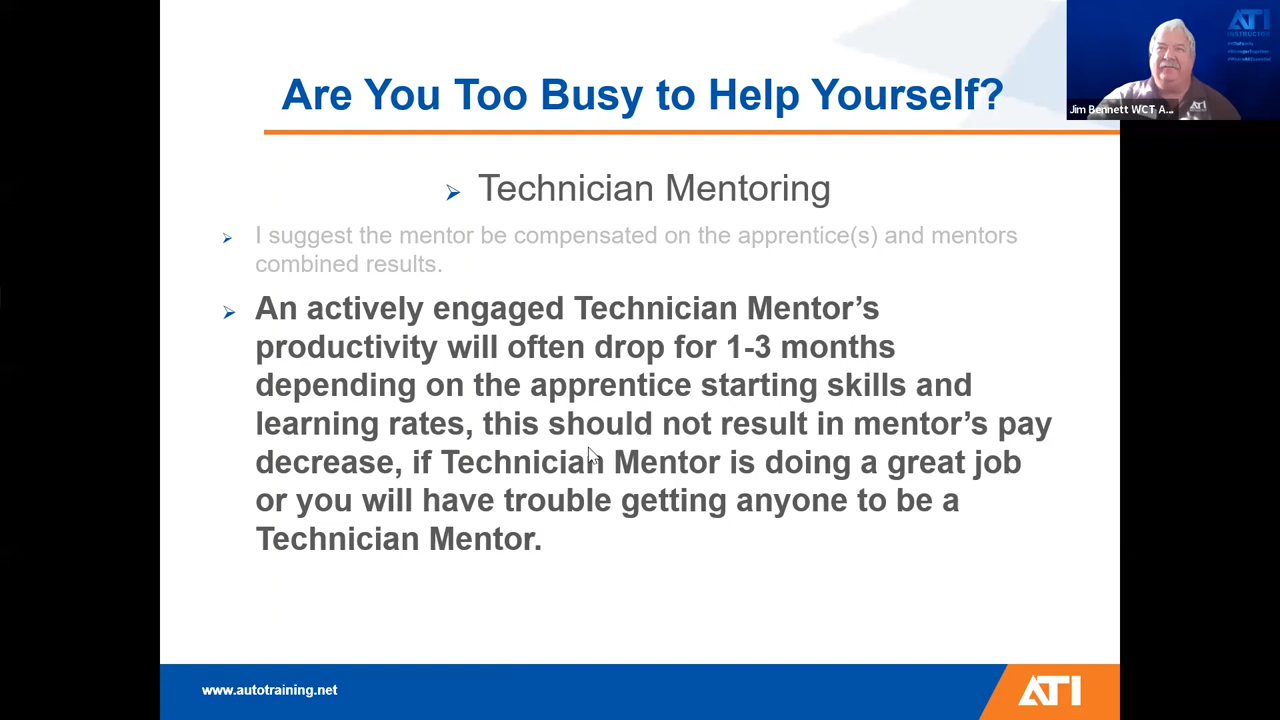 Are You Too Busy to Help Yourself?
Technician Mentoring
I suggest the mentor be compensated on the apprentice(s) and mentors
combined results.
An actively engaged Technician Mentor’s
productivity will often drop for 1-3 months
depending on the apprentice starting skills and
learning rates, this should not result in mentor’s pay
decrease, if Technician Mentor is doing a great job
or you will have trouble getting anyone to be a
Technician Mentor.
www.autotraining.net
ATI
ATI
INSTRUCTOR
Jim Bennett WCT A...
ATI